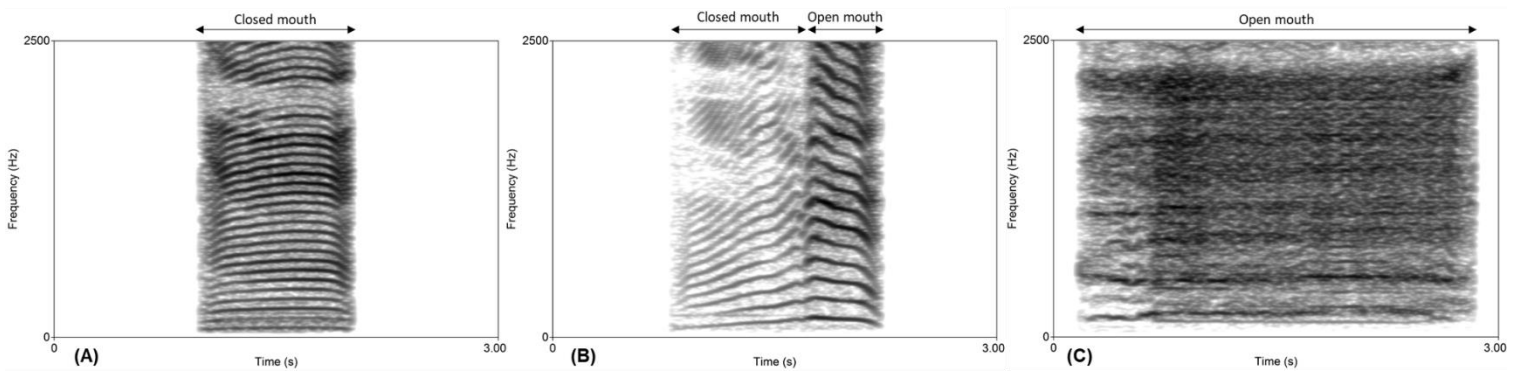 Closed mouth
2500
Frequency (Hz)
0
0
3.00
Time (s)
(A)
Closed mouth
Open mouth
2500
Frequency (Hz)
0
0
3.00
Time (s)
(B)
Open mouth
2500
Frequency (Hz)
0
0
3.00
Time (s)
(C)